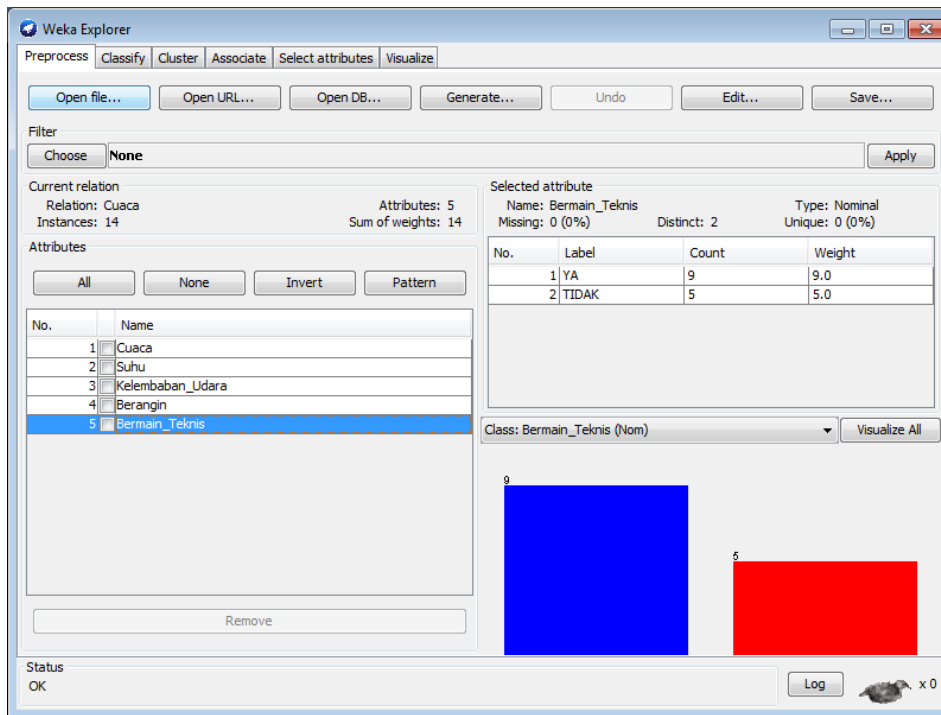 Weka Explorer
Preprocess Classify Cluster Associate Select attributes Visualize
Open file... Open URL... Open DB... Generate... Undo Edit... Save...
Filter
Choose None Apply
Current relation
Relation: Cuaca Attributes: 5
Instances: 14 Sum of weights: 14
Attributes
All None Invert Pattern
No. Name
1 Cuaca
2 Suhu
3 Kelembaban_Udara
4 Berangin
5 Bermain_Teknis
Remove
Selected attribute
Name: Bermain_Teknis Type: Nominal
Missing: 0 (0%) Distinct: 2 Unique: 0 (0%)
No. Label Count Weight
1 YA 9 9.0
2 TIDAK 5 5.0
Class: Bermain_Teknis (Nom) Visualize All
9
5
Status
OK
Log x 0